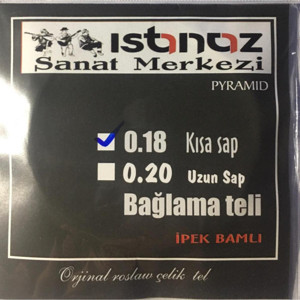 ıstanaz
Sanat Merkezi
PYRAMID
0.18 Kısa sap
0.20 Uzun Sap
Bağlama teli
İPEK BAMLI
Orjinal roslaw çelik tel